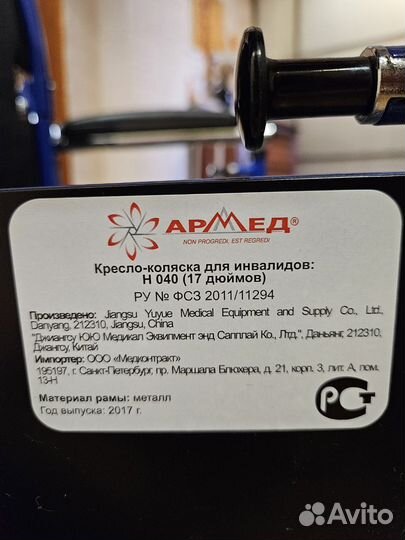 АРМЕД®
NON PROGREDI, EST REGREDI
Кресло-коляска для инвалидов:
Н 040 (17 дюймов)
РУ № ФСЗ 2011/11294
Произведено: Jiangsu Yuyue Medical Equipment and Supply Co., Ltd.,
Danyang, 212310, Jiangsu, China
"Джиангсу ЮЮ Медикал Эквипмент энд Сапплай Ко., Лтд.", Даньянг, 212310,
Джангсу, Китай
Импортер: ООО «Медконтракт»
195197, г. Санкт-Петербург, пр. Маршала Блюхера, д. 21, корп. 3, лит. А, пом.
13-Н
Материал рамы: металл
Год выпуска: 2017 г.
РСТ
Avito